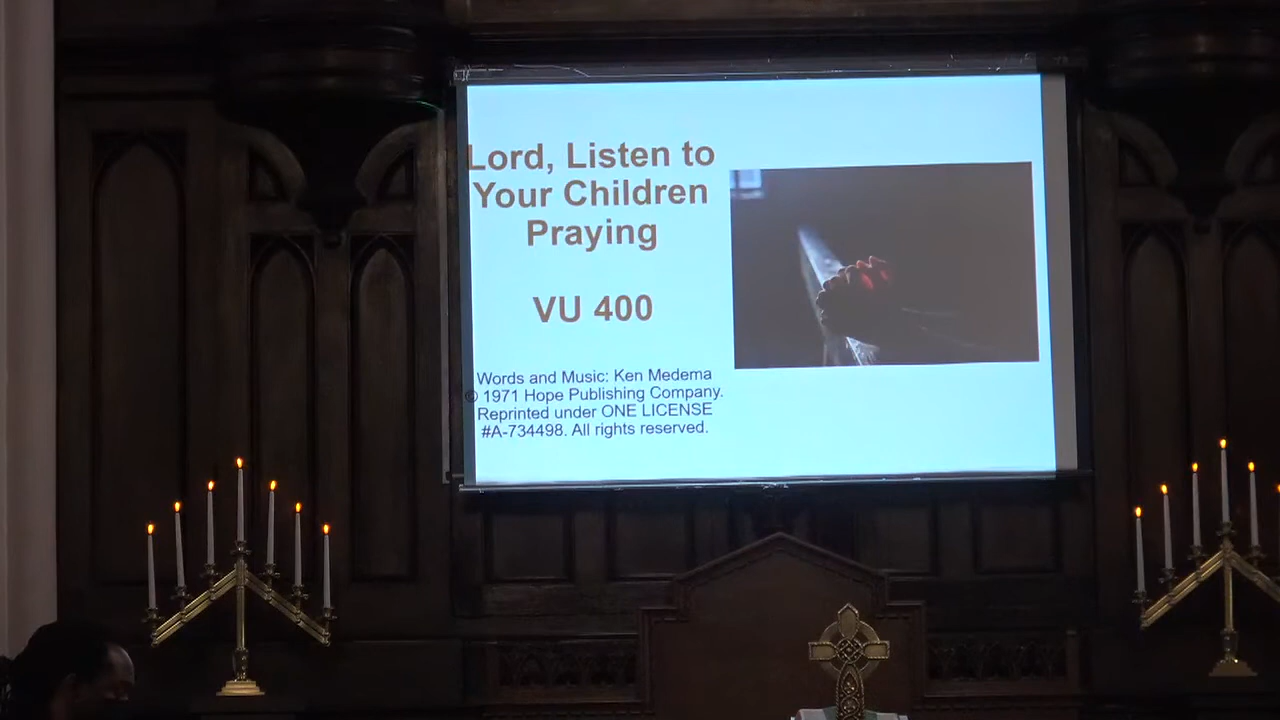 Lord, Listen to
Your Children
Praying
VU 400
Words and Music: Ken Medema
© 1971 Hope Publishing Company.
Reprinted under ONE LICENSE
#A-734498. All rights reserved.